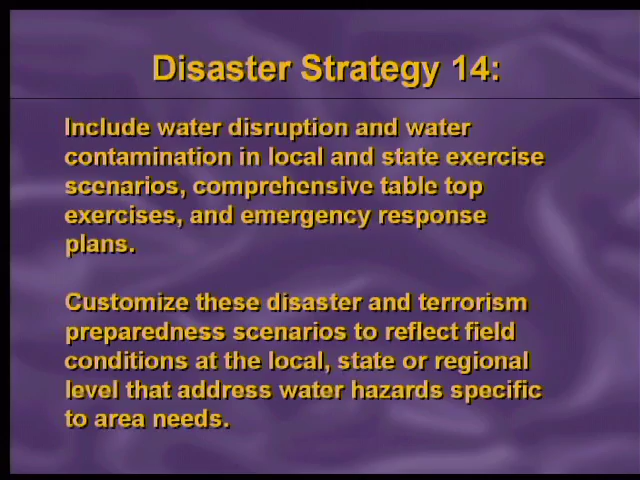 Disaster Strategy 14:
Include water disruption and water
contamination in local and state exercise
scenarios, comprehensive table top
exercises, and emergency response
plans.
Customize these disaster and terrorism
preparedness scenarios to reflect field
conditions at the local, state or regional
level that address water hazards specific
to area needs.